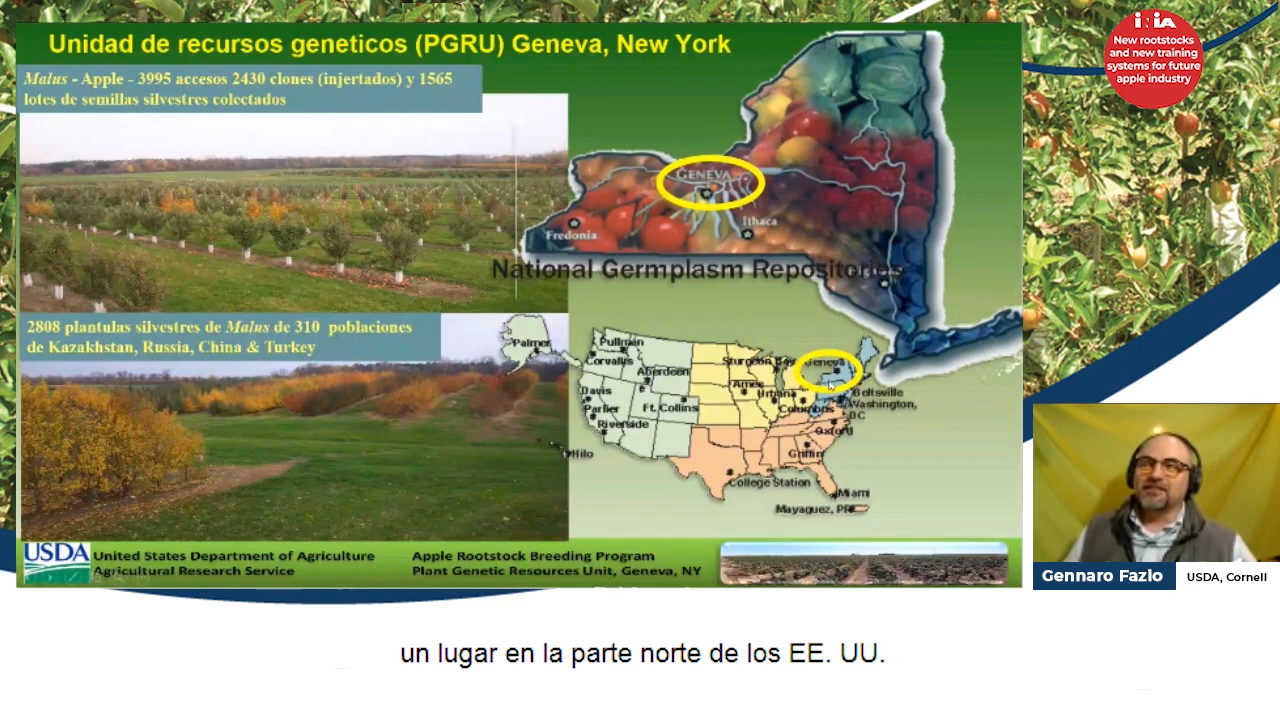 Unidad de recursos geneticos (PGRU) Geneva, New York
Malus - Apple - 3995 accesos 2430 clones (injertados) y 1565
lotes de semillas silvestres colectados
iNiA
New rootstocks
and new training
systems for future
apple industry
GENEVA
Ithaca
Fredonia
National Germplasm Repositories
2808 plantulas silvestres de Malus de 310 poblaciones
de Kazakhstan, Russia, China & Turkey
Palmer
Pullman
Corvallis
Aberdeen
Sturgeon Bay
Geneva
Davis
Ames
Urbana
Beltsville
Parlier
Ft. Collins
Columbus
Washington,
DC
Riverside
Oxford
Hilo
Griffin
College Station
Miami
Mayaguez, PR
USDA
United States Department of Agriculture
Agricultural Research Service
Apple Rootstock Breeding Program
Plant Genetic Resources Unit, Geneva, NY
Gennaro Fazio
USDA, Cornell
un lugar en la parte norte de los EE. UU.